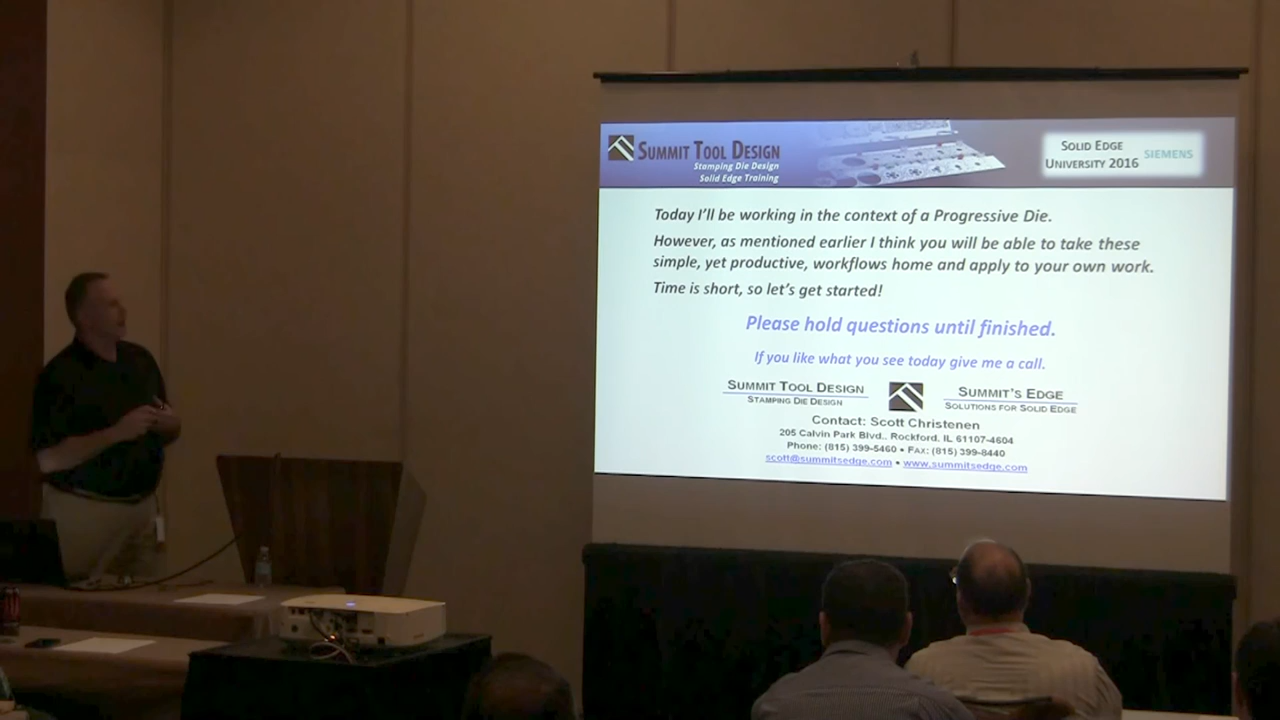 SUMMIT TOOL DESIGN
Stamping Die Design
Solid Edge Training
SOLID EDGE
UNIVERSITY 2016
SIEMENS
Today I'll be working in the context of a Progressive Die.
However, as mentioned earlier I think you will be able to take these
simple, yet productive, workflows home and apply to your own work.
Time is short, so let's get started!
Please hold questions until finished.
If you like what you see today give me a call.
SUMMIT TOOL DESIGN
STAMPING DIE DESIGN
SUMMIT'S EDGE
SOLUTIONS FOR SOLID EDGE
Contact: Scott Christenen
205 Calvin Park Blvd., Rockford, IL 61107-4604
Phone: (815) 399-5460 • FAX: (815) 399-8440
scott@summitsedge.com • www.summitsedge.com